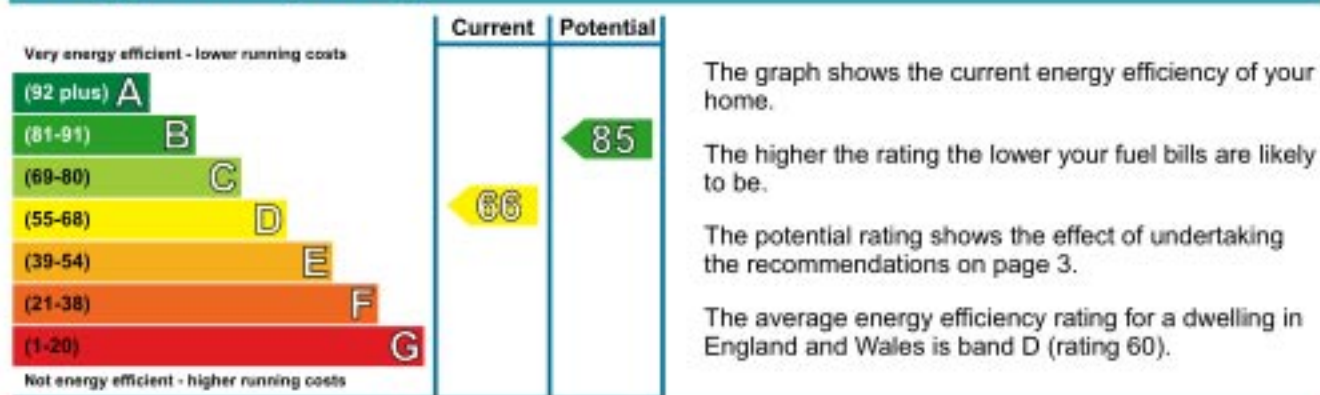 Current Potential
Very energy efficient - lower running costs
(92 plus) A
(81-91) B
85
(69-80) C
(55-68) D
66
(39-54) E
(21-38) F
(1-20) G
Not energy efficient - higher running costs
The graph shows the current energy efficiency of your
home.
The higher the rating the lower your fuel bills are likely
to be.
The potential rating shows the effect of undertaking
the recommendations on page 3.
The average energy efficiency rating for a dwelling in
England and Wales is band D (rating 60).